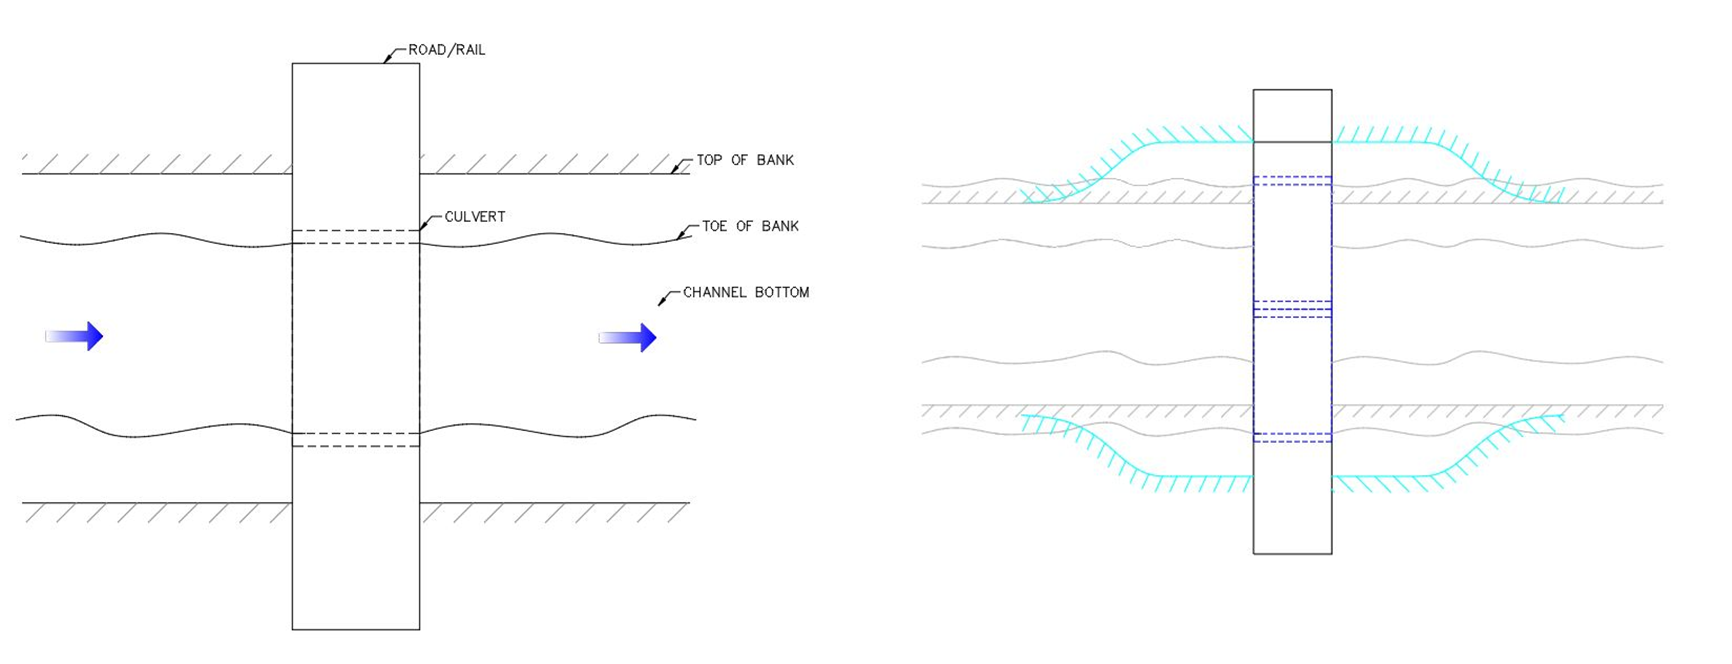 ROAD/RAIL
TOP OF BANK
CULVERT
TOE OF BANK
CHANNEL BOTTOM